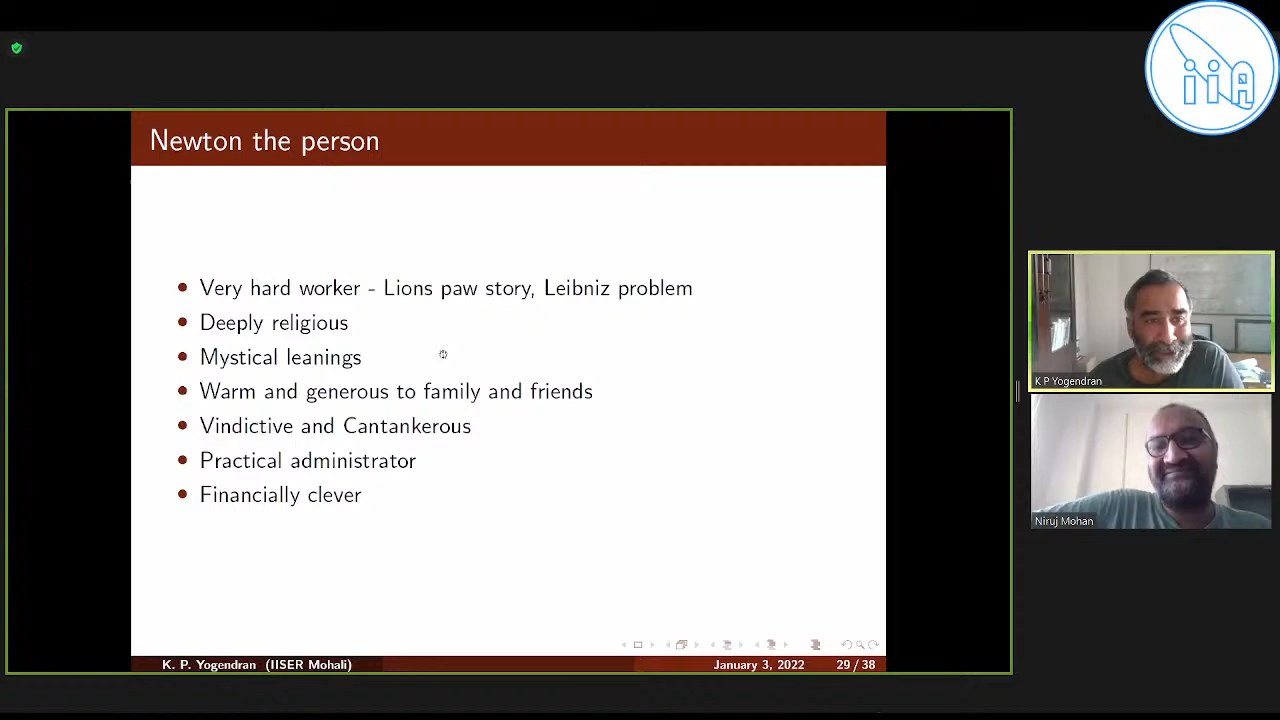 iiA
Newton the person
Very hard worker - Lions paw story, Leibniz problem
Deeply religious
Mystical leanings
Warm and generous to family and friends
Vindictive and Cantankerous
Practical administrator
Financially clever
K. P. Yogendran (IISER Mohali) January 3, 2022 29 / 38
K P Yogendran
Niruj Mohan